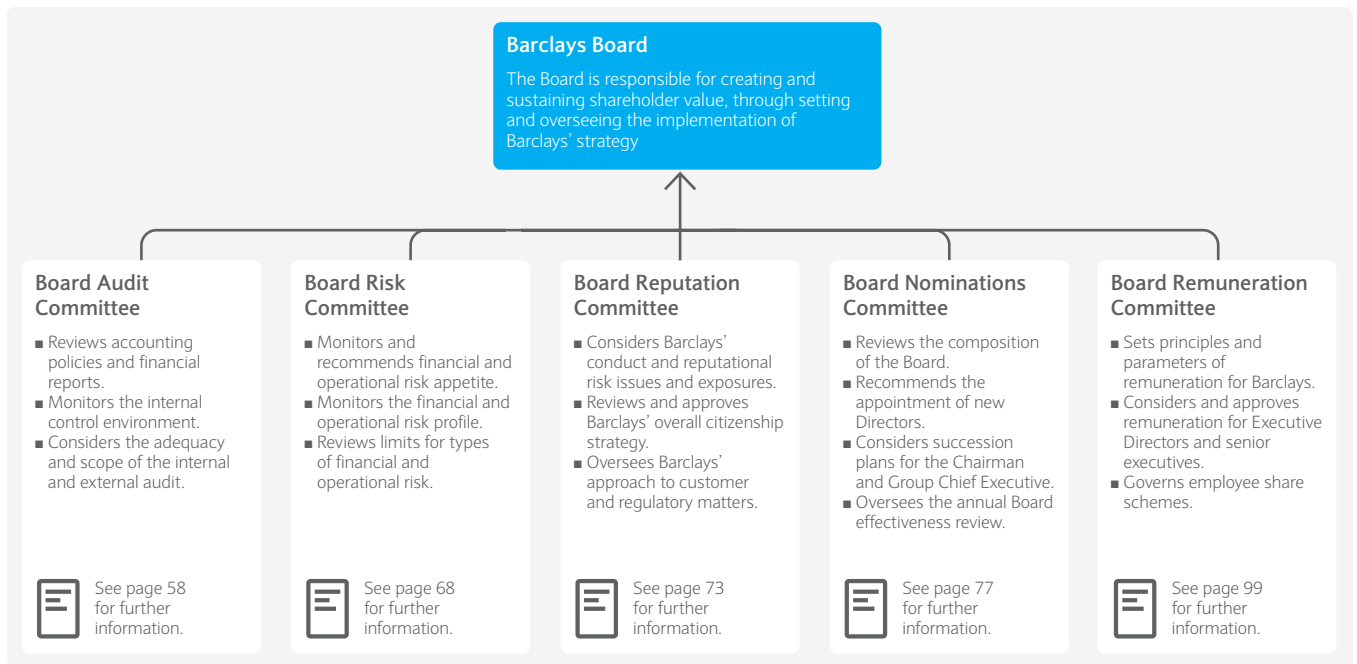 Barclays Board
The Board is responsible for creating and
sustaining shareholder value, through setting
and overseeing the implementation of
Barclays’ strategy
Board Audit
Committee
■ Reviews accounting
policies and financial
reports.
■ Monitors the internal
control environment.
■ Considers the adequacy
and scope of the internal
and external audit.
See page 58
for further
information.
Board Risk
Committee
■ Monitors and
recommends financial and
operational risk appetite.
■ Monitors the financial and
operational risk profile.
■ Reviews limits for types
of financial and
operational risk.
See page 68
for further
information.
Board Reputation
Committee
■ Considers Barclays’
conduct and reputational
risk issues and exposures.
■ Reviews and approves
Barclays’ overall citizenship
strategy.
■ Oversees Barclays’
approach to customer
and regulatory matters.
See page 73
for further
information.
Board Nominations
Committee
■ Reviews the composition
of the Board.
■ Recommends the
appointment of new
Directors.
■ Considers succession
plans for the Chairman
and Group Chief Executive.
■ Oversees the annual Board
effectiveness review.
See page 77
for further
information.
Board Remuneration
Committee
■ Sets principles and
parameters of
remuneration for Barclays.
■ Considers and approves
remuneration for Executive
Directors and senior
executives.
■ Governs employee share
schemes.
See page 99
for further
information.